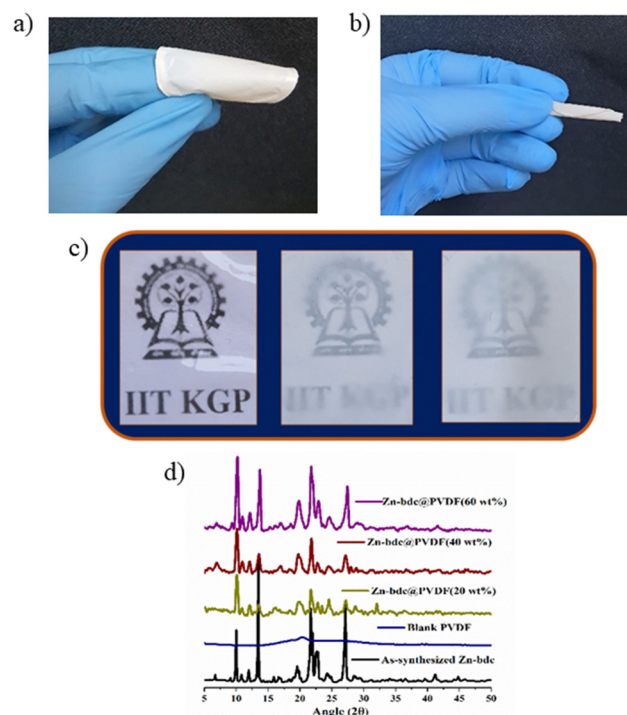 a)
b)
c)
IIT KGP
IIT KGP
IIT KGP
d)
Zn-bdc@PVDF(60 wt%)
Zn-bdc@PVDF(40 wt%)
Zn-bdc@PVDF(20 wt%)
Blank PVDF
As-synthesized Zn-bdc
5 10 15 20 25 30 35 40 45 50
Angle (2θ)